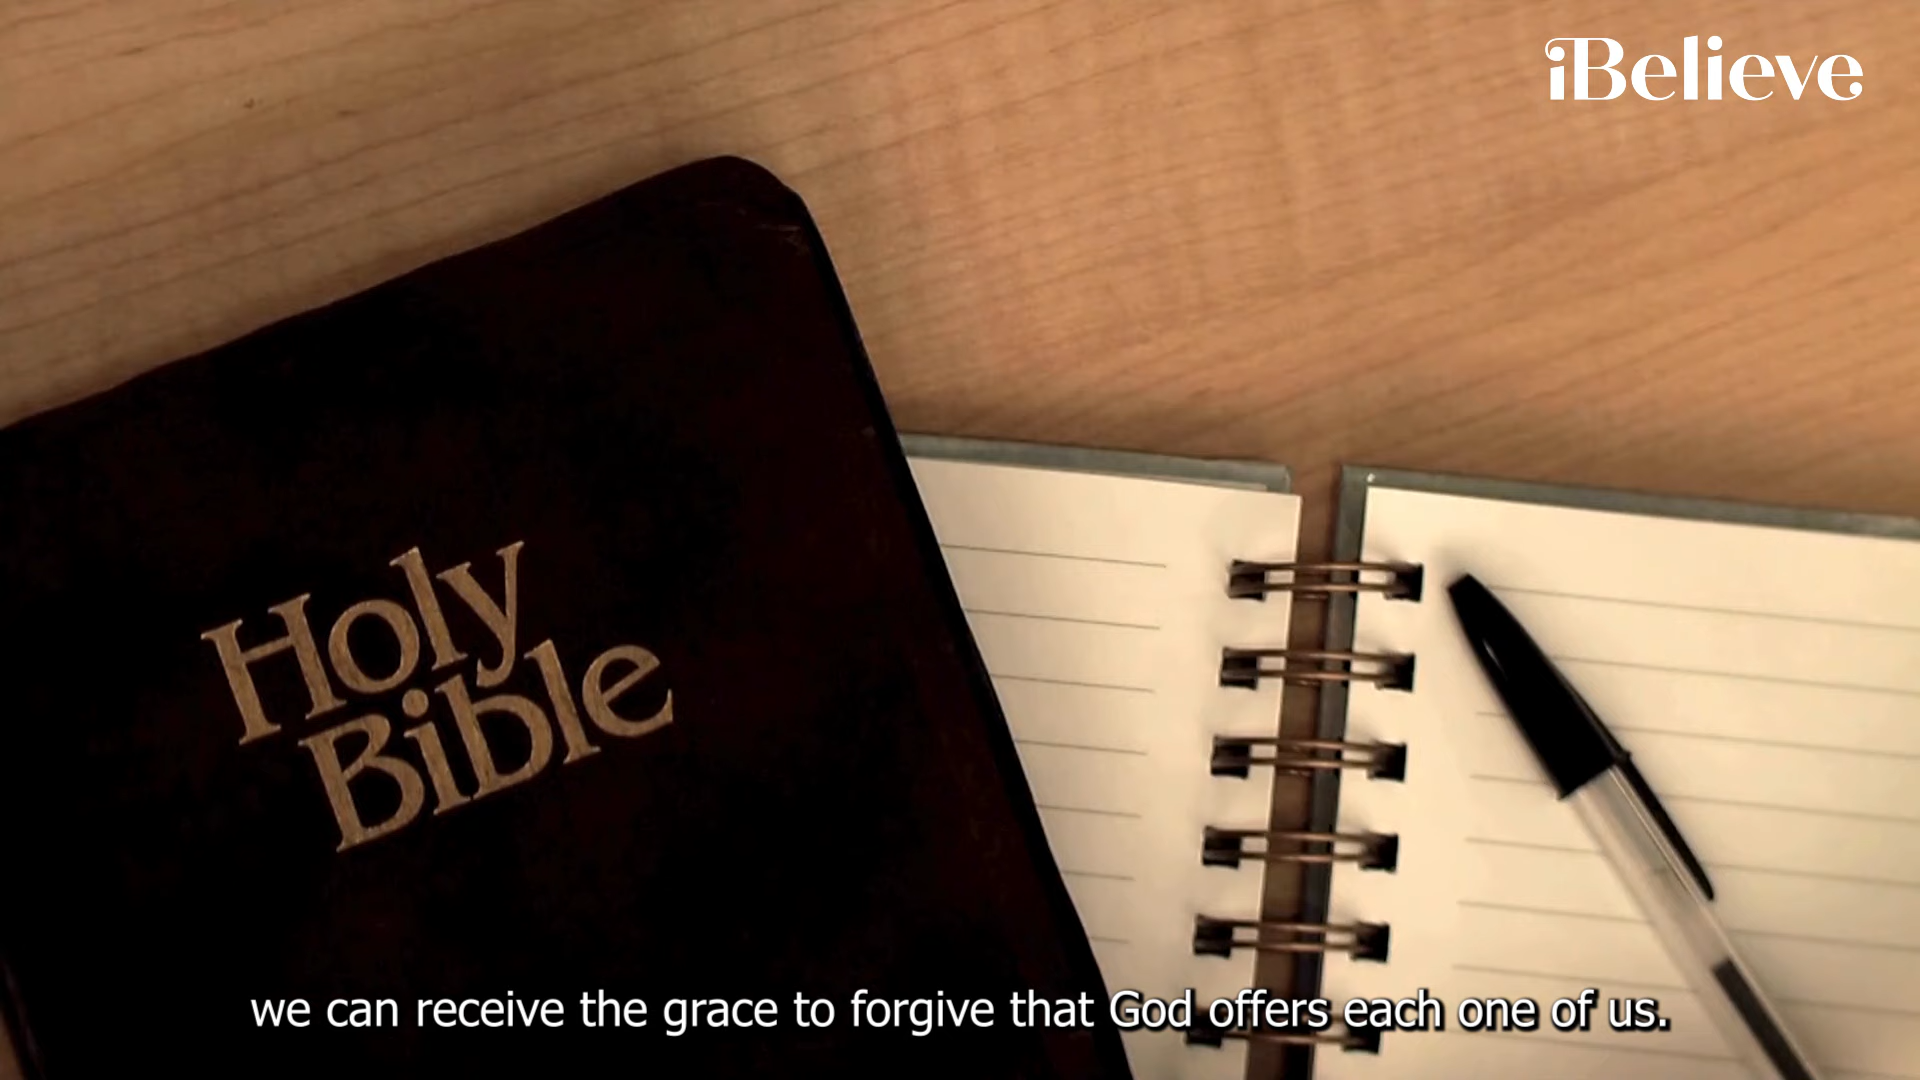 iBelieve
Holy
Bible
we can receive the grace to forgive that God offers each one of us.